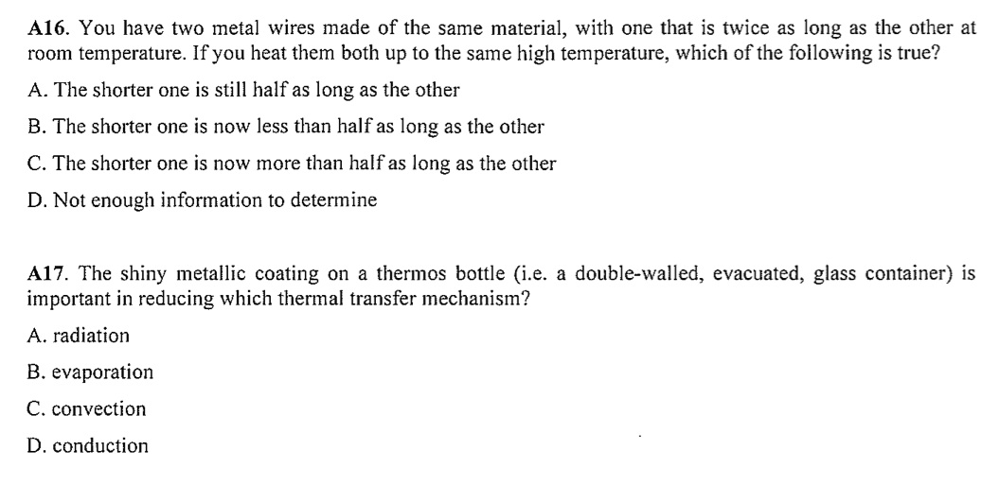 A16. You have two metal wires made of the same material, with one that is twice as long as the other at
room temperature. If you heat them both up to the same high temperature, which of the following is true?
A. The shorter one is still half as long as the other
B. The shorter one is now less than half as long as the other
C. The shorter one is now more than half as long as the other
D. Not enough information to determine
A17. The shiny metallic coating on a thermos bottle (i.e. a double-walled, evacuated, glass container) is
important in reducing which thermal transfer mechanism?
A. radiation
B. evaporation
C. convection
D. conduction